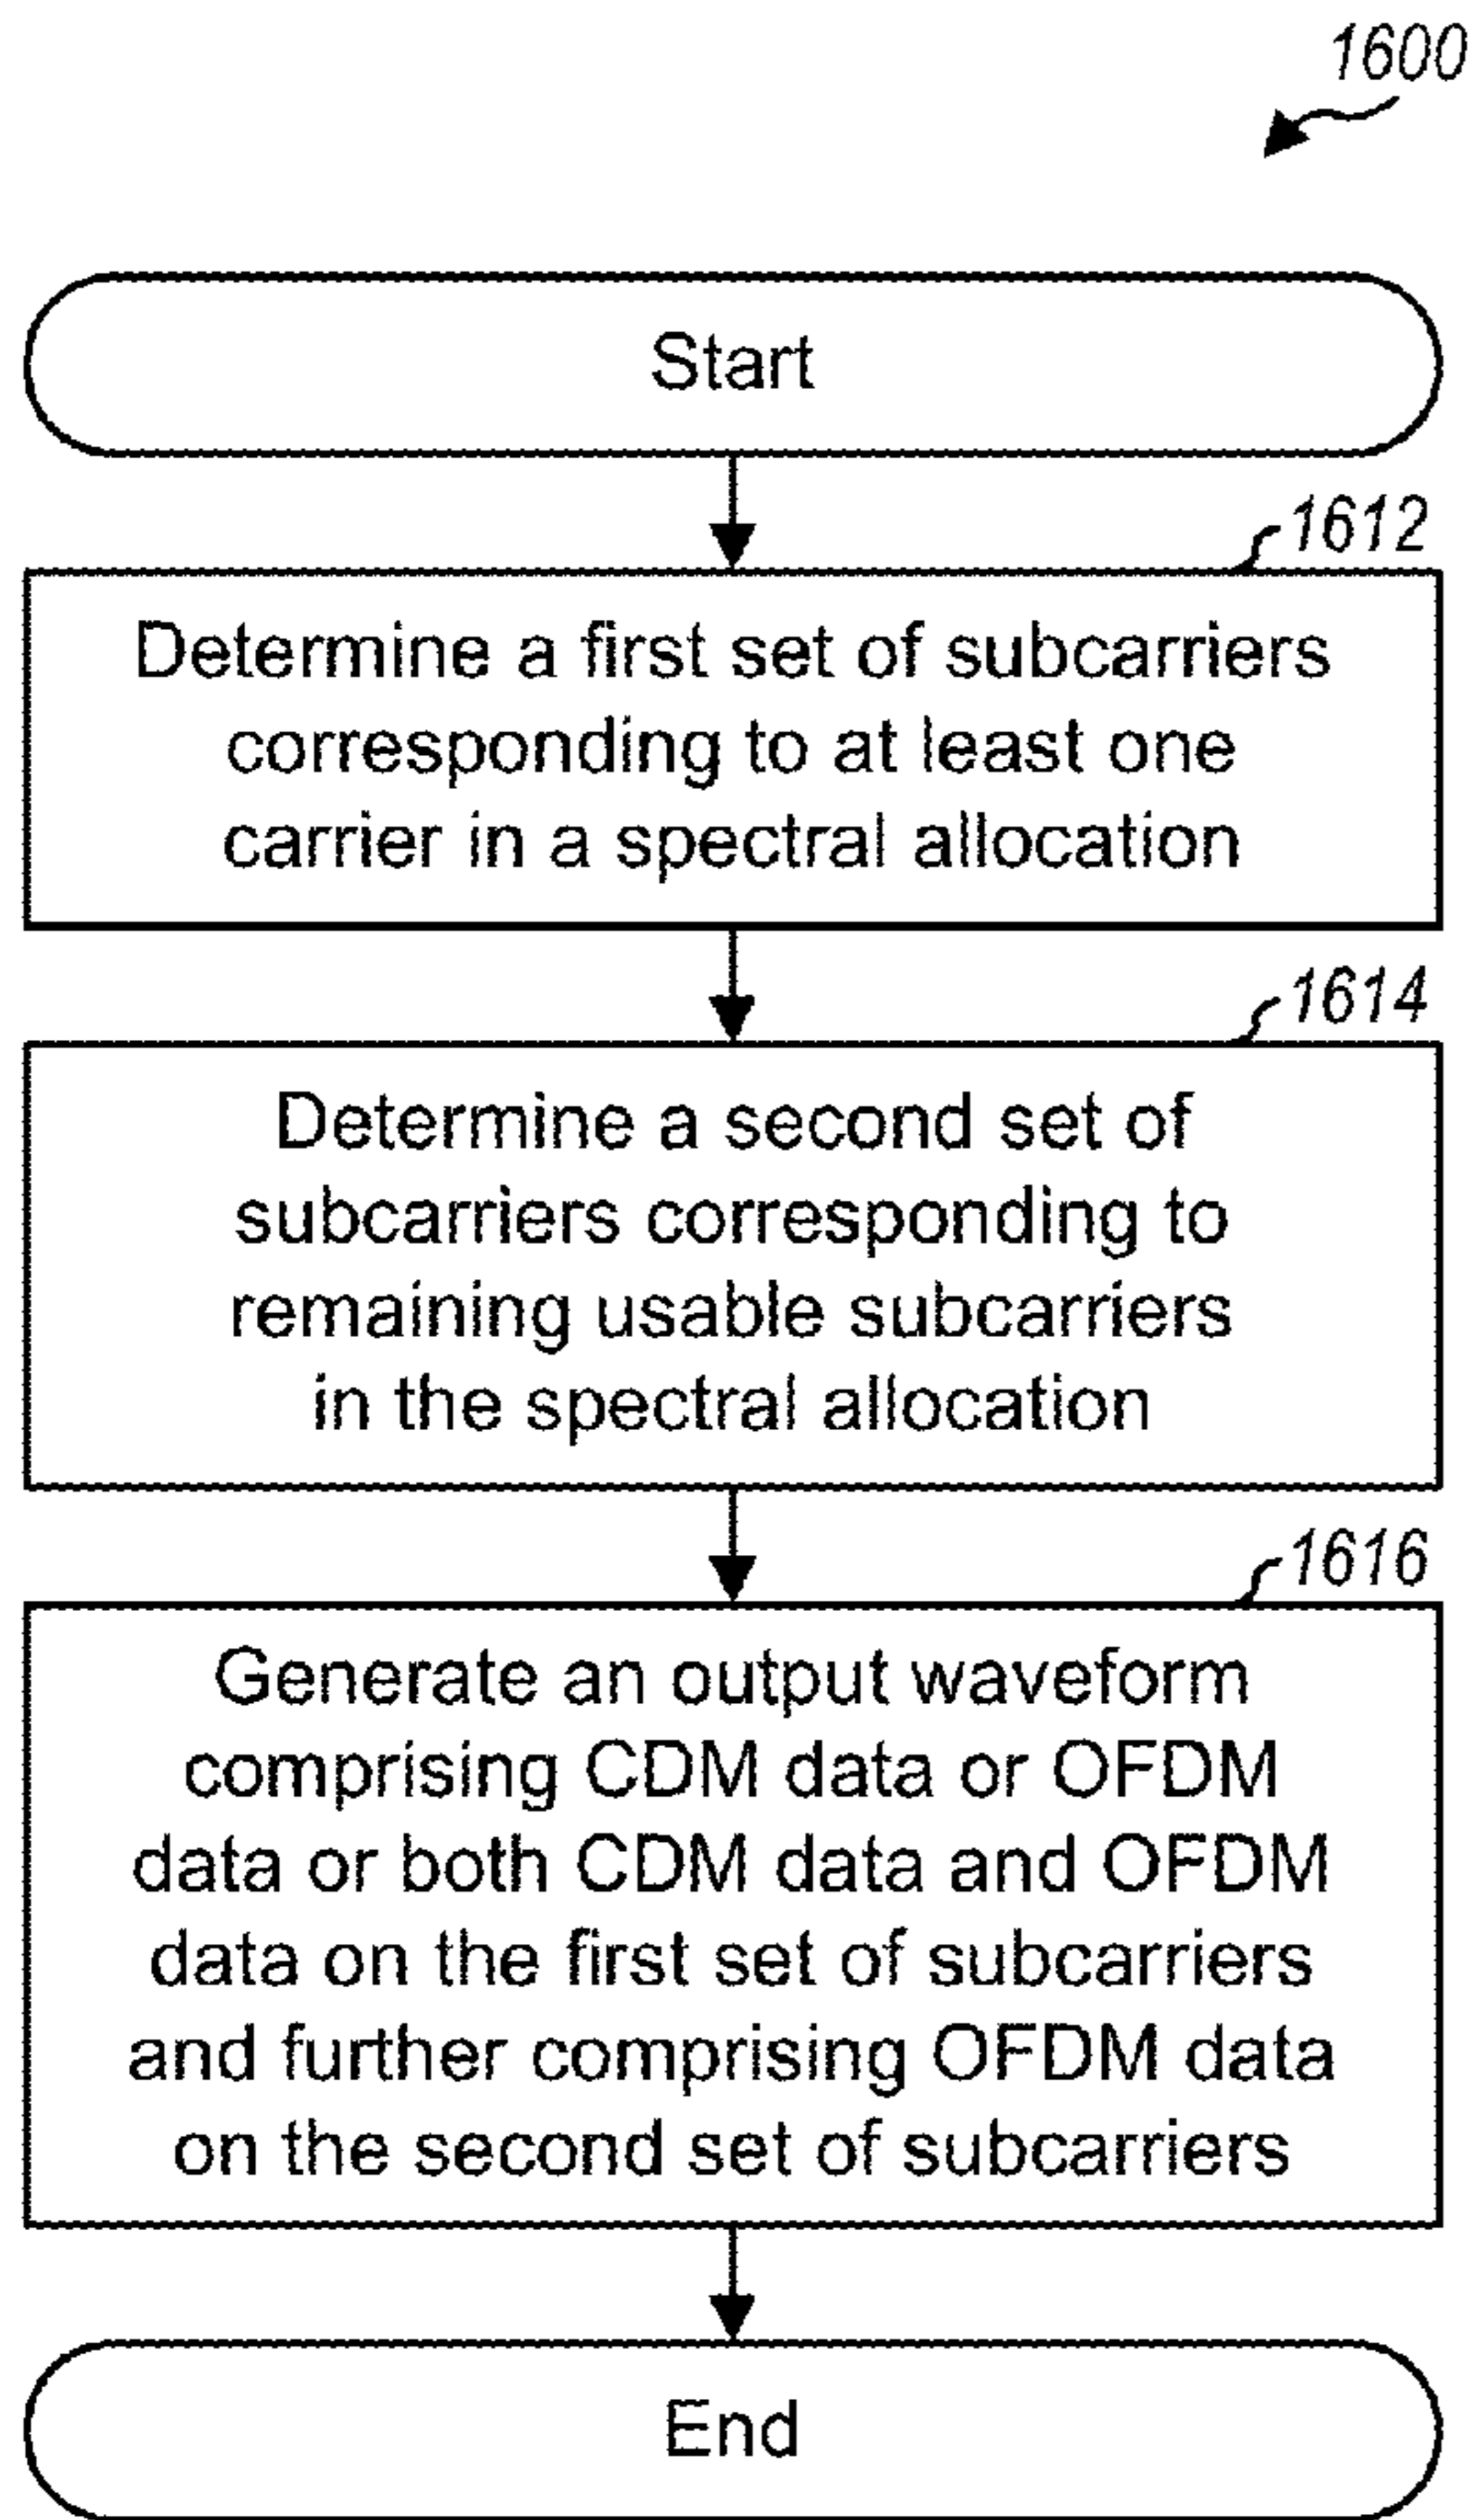 1600
Start
1612
Determine a first set of subcarriers
corresponding to at least one
carrier in a spectral allocation
1614
Determine a second set of
subcarriers corresponding to
remaining usable subcarriers
in the spectral allocation
1616
Generate an output waveform
comprising CDM data or OFDM
data or both CDM data and OFDM
data on the first set of subcarriers
and further comprising OFDM data
on the second set of subcarriers
End